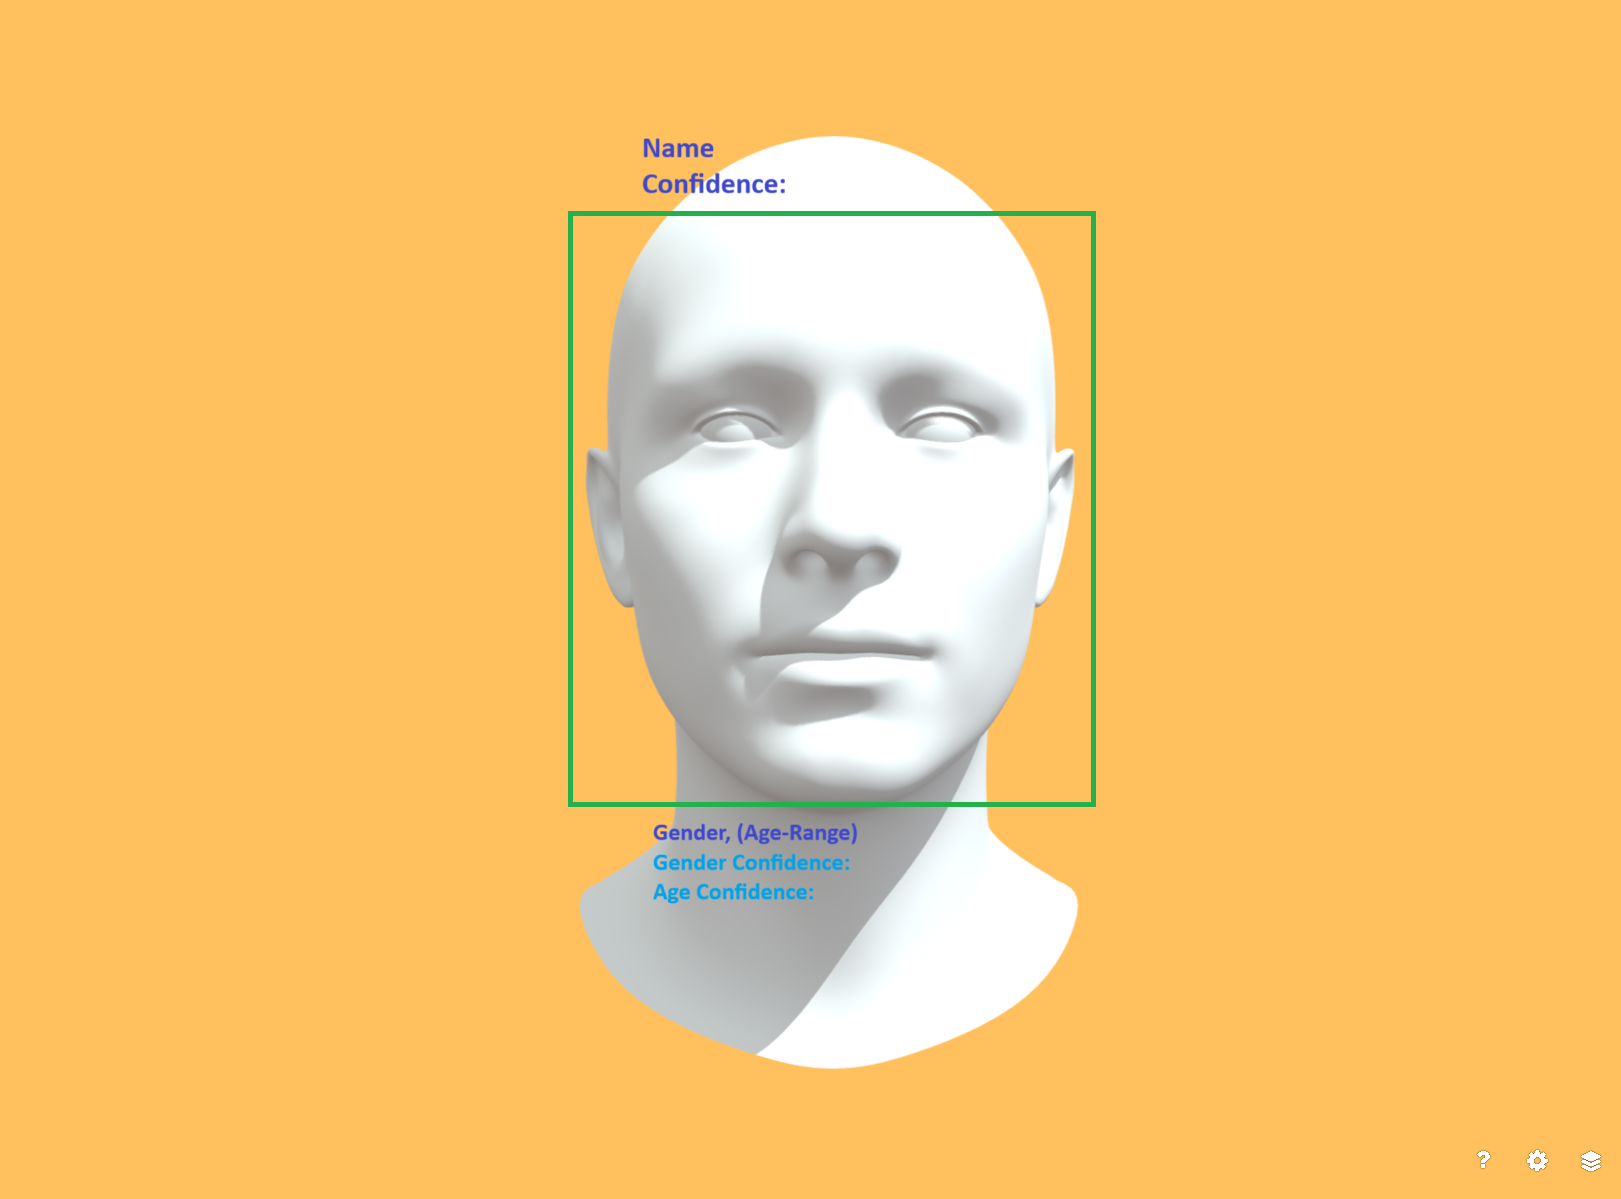 Name
Confidence:
Gender, (Age-Range)
Gender Confidence:
Age Confidence:
?